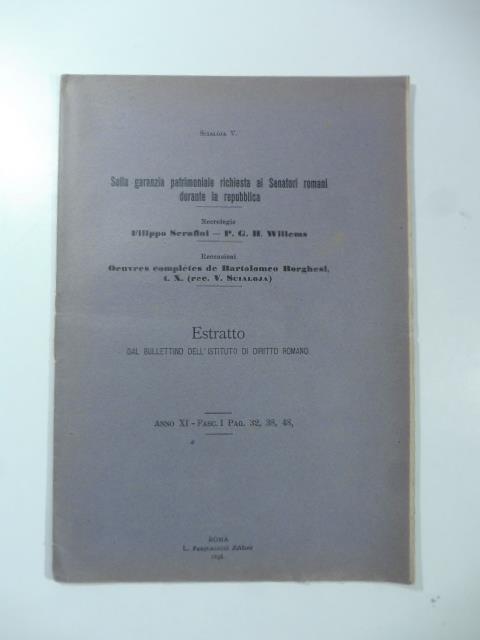 Scialoja V.
Sulla garanzia patrimoniale richiesta ai Senatori romani
durante la repubblica
Necrologie
Filippo Serafini — P. G. H. Willems
Recensioni
Oeuvres complètes de Bartolomeo Borghesi,
t. X. (rec. V. Scialoja)
Estratto
DAL BULLETTINO DELL'ISTITUTO DI DIRITTO ROMANO
Anno XI - Fasc. I Pag. 32, 38, 48,
ROMA
L. Pasqualucci Editore